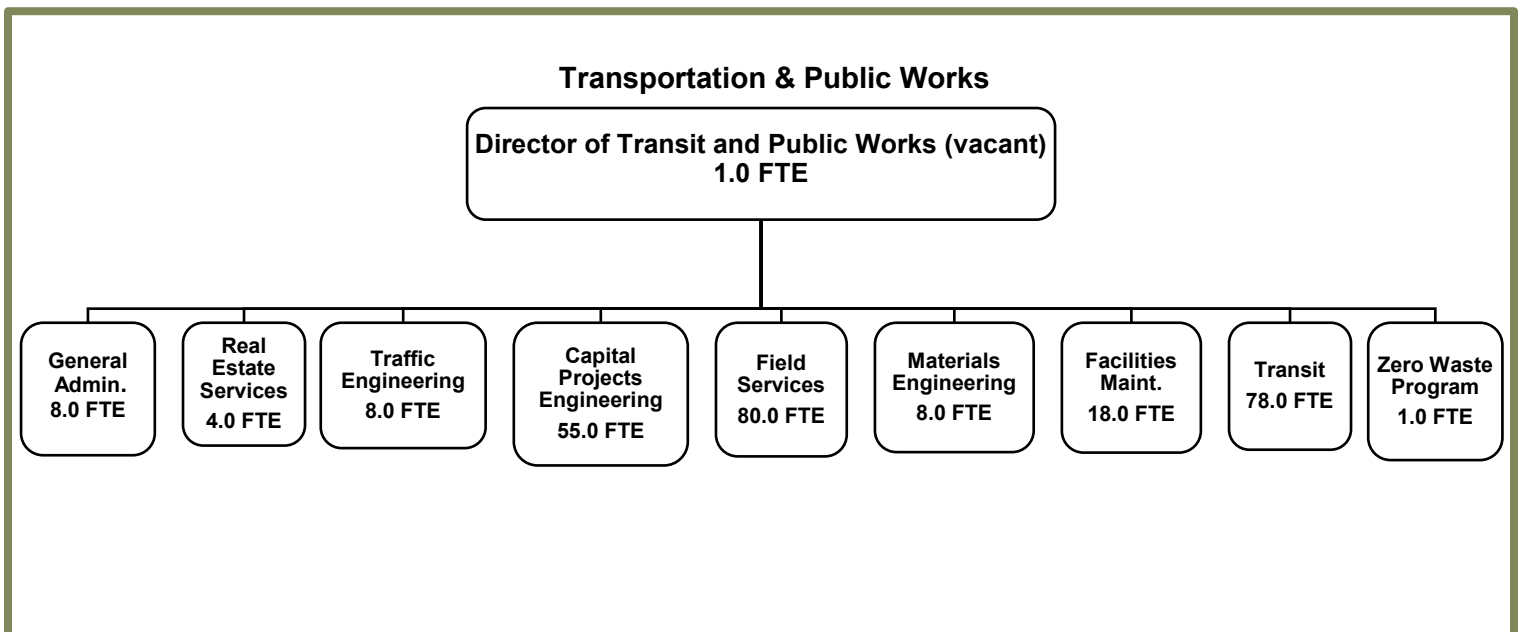 Transportation & Public Works
Director of Transit and Public Works (vacant)
1.0 FTE
General
Admin.
8.0 FTE
Real
Estate
Services
4.0 FTE
Traffic
Engineering
8.0 FTE
Capital
Projects
Engineering
55.0 FTE
Field
Services
80.0 FTE
Materials
Engineering
8.0 FTE
Facilities
Maint.
18.0 FTE
Transit
78.0 FTE
Zero Waste
Program
1.0 FTE